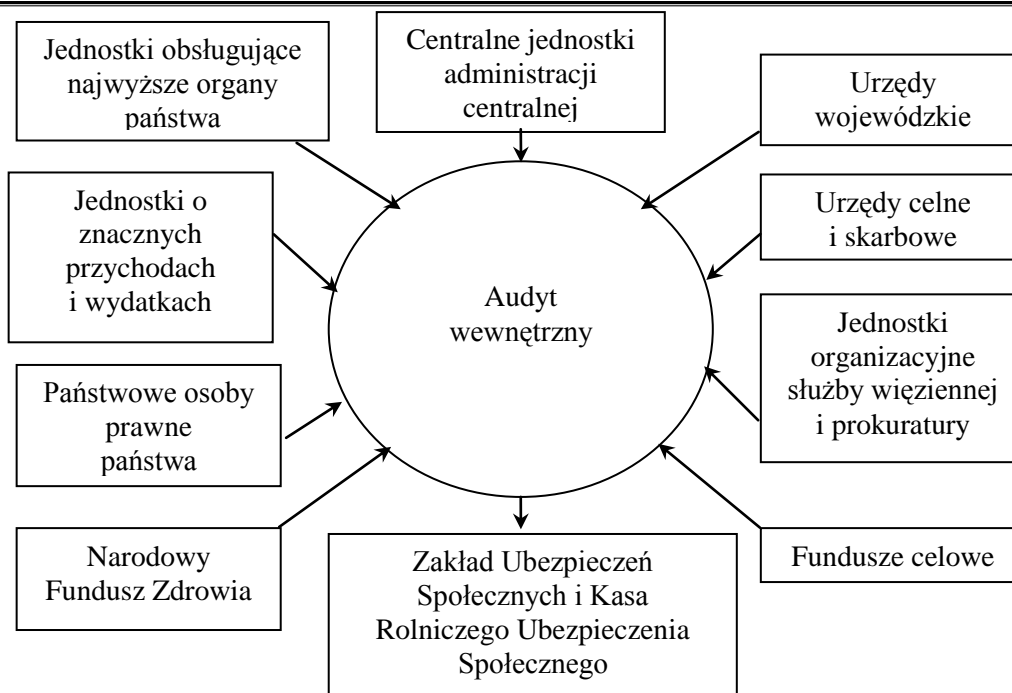 Jednostki obsługujące
najwyższe organy
państwa
Centralne jednostki
administracji
centralnej
Urzędy
wojewódzkie
Jednostki o
znacznych
przychodach
i wydatkach
Urzędy celne
i skarbowe
Audyt
wewnętrzny
Jednostki
organizacyjne
służby więziennej
i prokuratury
Państwowe osoby
prawne
państwa
Narodowy
Fundusz Zdrowia
Zakład Ubezpieczeń
Społecznych i Kasa
Rolniczego Ubezpieczenia
Społecznego
Fundusze celowe